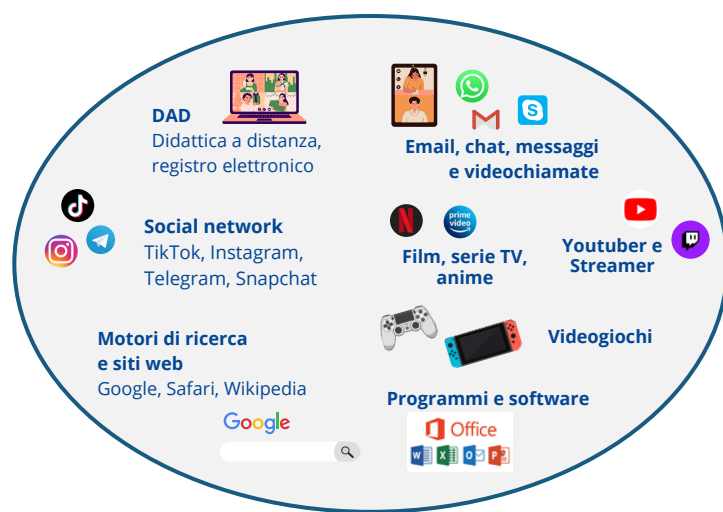 DAD
Didattica a distanza,
registro elettronico
Email, chat, messaggi
e videochiamate
Social network
TikTok, Instagram,
Telegram, Snapchat
prime
video
Film, serie TV,
anime
Youtuber e
Streamer
Motori di ricerca
e siti web
Google, Safari, Wikipedia
Google
Videogiochi
Programmi e software
Office